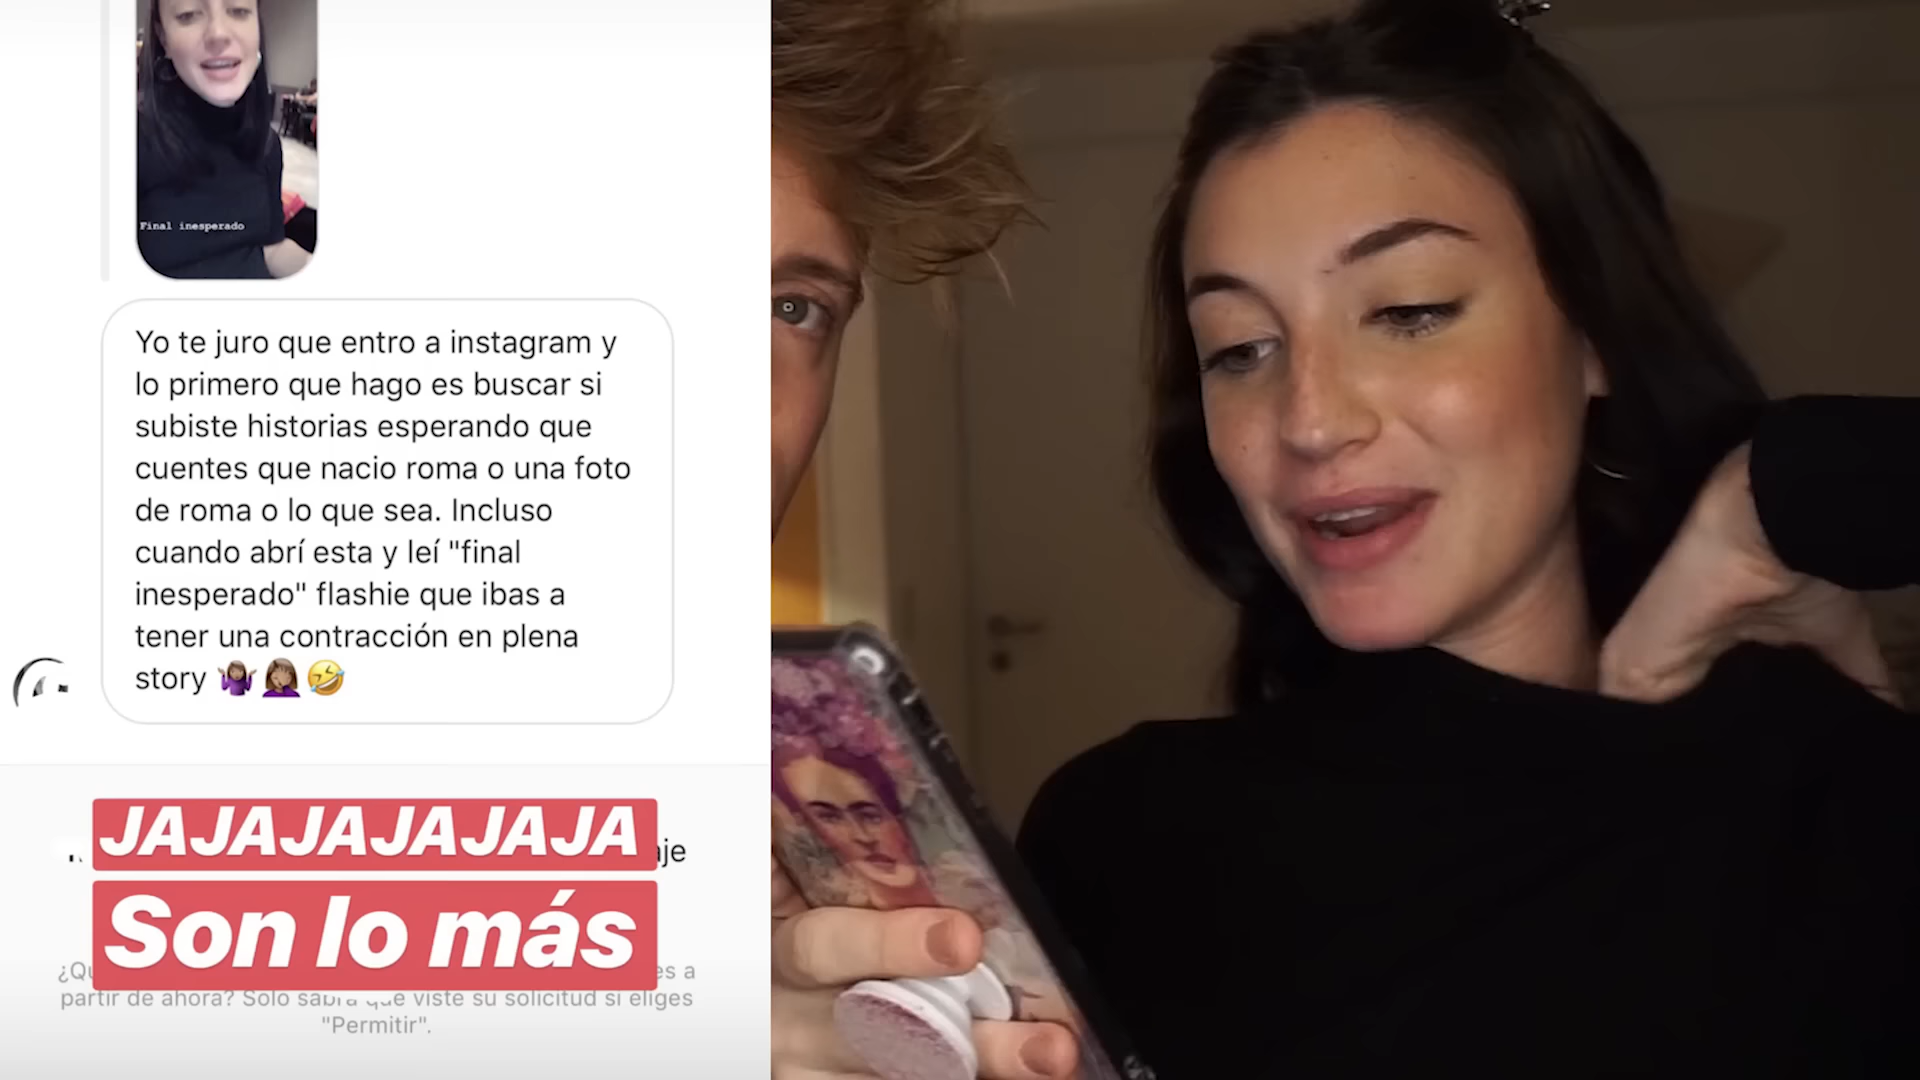 Final inesperado
Yo te juro que entro a instagram y
lo primero que hago es buscar si
subiste historias esperando que
cuentes que nacio roma o una foto
de roma o lo que sea. Incluso
cuando abrí esta y leí "final
inesperado" flashie que ibas a
tener una contracción en plena
story 🤷🏽‍♀️🤦🏽‍♀️🤣
JAJAJAJAJAJA
Son lo más
partir de ahora? Solo sabrá que viste su solicitud si eliges
"Permitir".